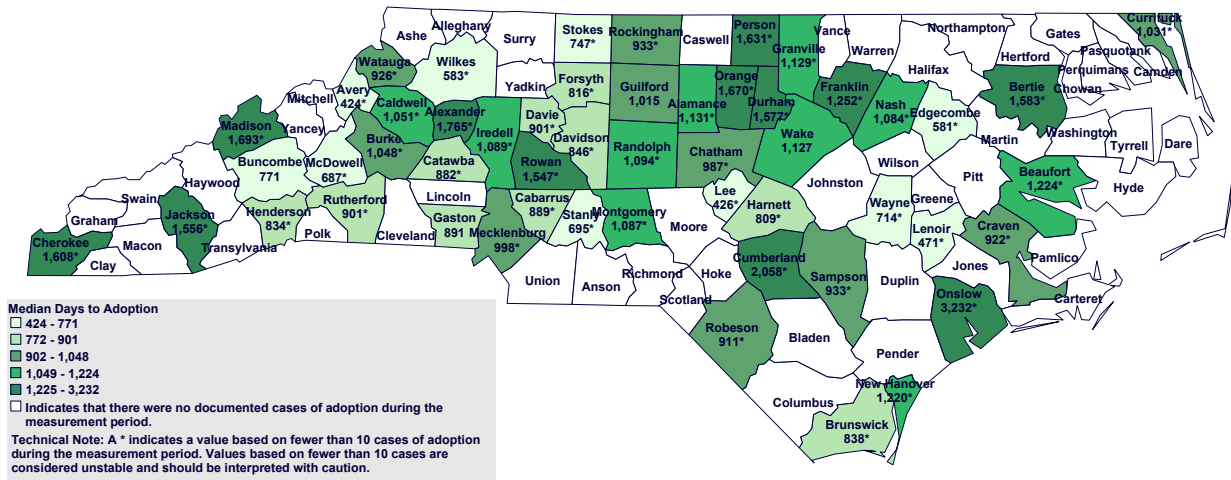 Ashe
Alleghany
Surry
Stokes
747*
Rockingham
933*
Caswell
Person
1,631*
Granville
1,129*
Vance
Warren
Northampton
Halifax
Hertford
Gates
Pasquotank
Perquimans
Camden
Chowan
Currituck
1,031*
Watauga
926*
Wilkes
583*
Yadkin
Forsyth
816*
Guilford
1,015
Alamance
1,131*
Orange
1,670*
Durham
1,577*
Franklin
1,252*
Nash
1,084*
Edgecombe
581*
Bertie
1,583*
Martin
Washington
Tyrrell
Dare
Mitchell
Avery
424*
Caldwell
1,051*
Alexander
1,765*
Iredell
1,089*
Davie
901*
Davidson
846*
Randolph
1,094*
Chatham
987*
Wake
1,127
Madison
1,693*
Yancey
Burke
1,048*
Catawba
882*
Rowan
1,547*
Buncombe
771
McDowell
687*
Haywood
Swain
Graham
Cherokee
1,608*
Clay
Macon
Jackson
1,556*
Transylvania
Henderson
834*
Polk
Rutherford
901*
Cleveland
Lincoln
Gaston
891
Mecklenburg
998*
Cabarrus
889*
Stanly
695*
Montgomery
1,087*
Moore
Lee
426*
Harnett
809*
Johnston
Wilson
Wayne
714*
Greene
Pitt
Lenoir
471*
Beaufort
1,224*
Hyde
Craven
922*
Pamlico
Jones
Carteret
Onslow
3,232*
Duplin
Sampson
933*
Cumberland
2,058*
Hoke
Richmond
Scotland
Anson
Union
Robeson
911*
Bladen
Pender
Columbus
New Hanover
1,220*
Brunswick
838*
Median Days to Adoption
424 - 771
772 - 901
902 - 1,048
1,049 - 1,224
1,225 - 3,232
Indicates that there were no documented cases of adoption during the
measurement period.
Technical Note: A * indicates a value based on fewer than 10 cases of adoption
during the measurement period. Values based on fewer than 10 cases are
considered unstable and should be interpreted with caution.